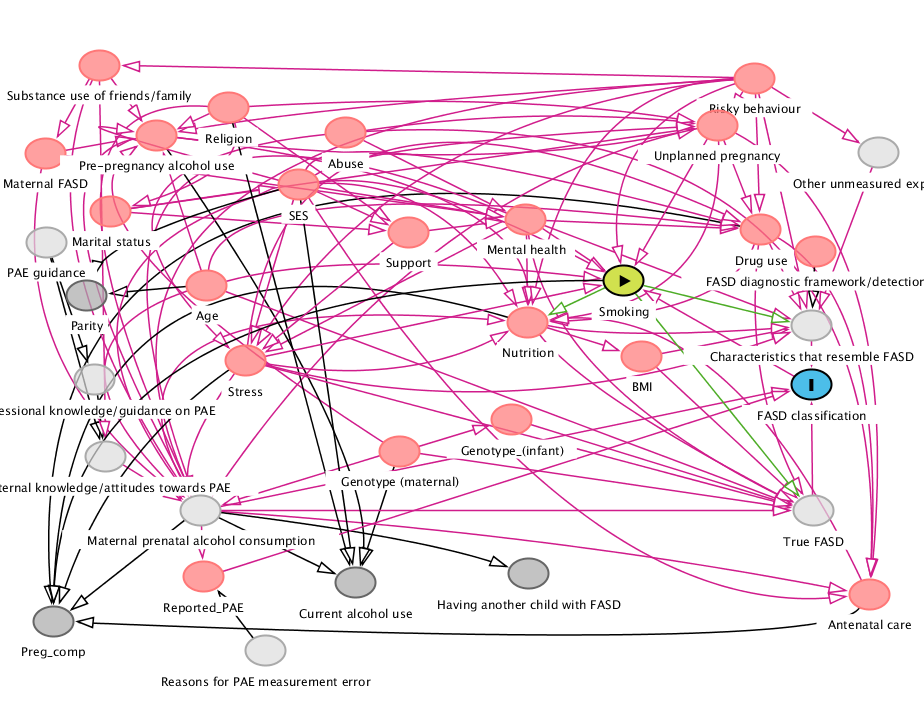 Substance use of friends/family
Risky behaviour
Religion
Unplanned pregnancy
Abuse
Pre-pregnancy alcohol use
Maternal FASD
Other unmeasured exp
SES
Marital status
Mental health
Support
Drug use
PAE guidance
FASD diagnostic framework/detection
Smoking
Age
Parity
Nutrition
Characteristics that resemble FASD
BMI
Stress
essional knowledge/guidance on PAE
FASD classification
Genotype_(infant)
Genotype (maternal)
ternal knowledge/attitudes towards PAE
Maternal prenatal alcohol consumption
True FASD
Reported_PAE
Current alcohol use
Having another child with FASD
Antenatal care
Preg_comp
Reasons for PAE measurement error